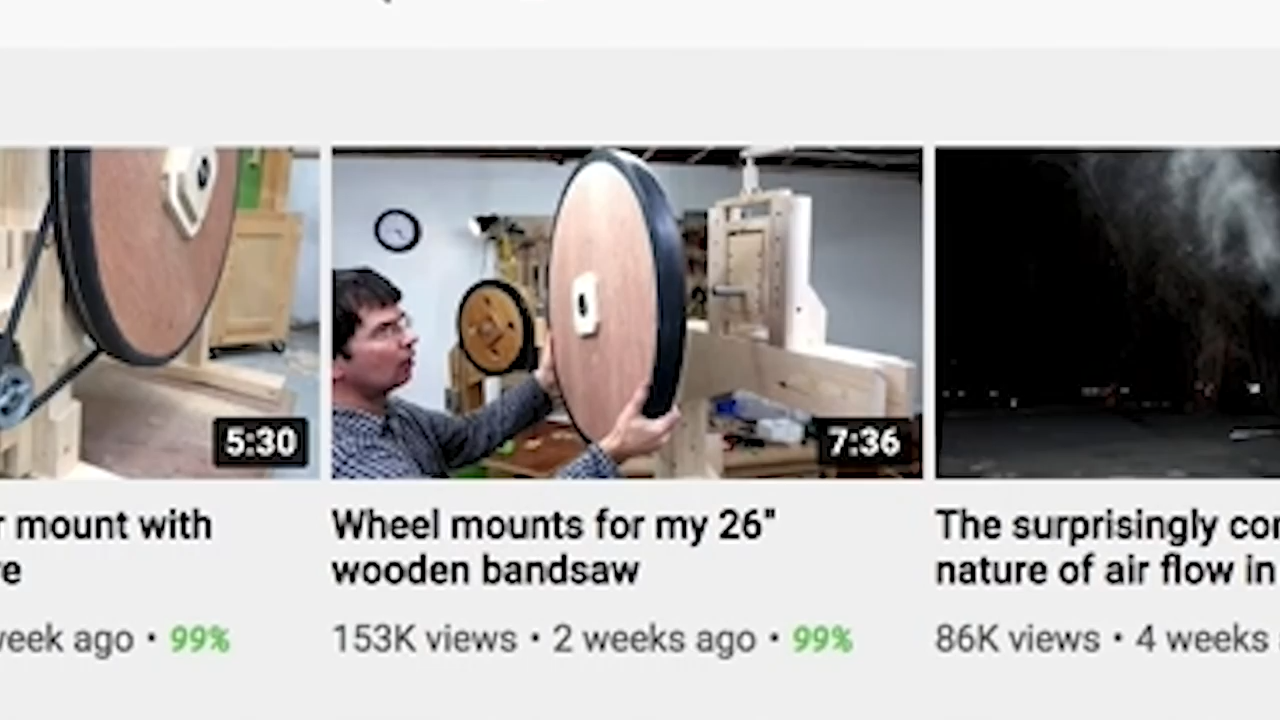 5:30
r mount with
e
week ago • 99%
7:36
Wheel mounts for my 26"
wooden bandsaw
153K views • 2 weeks ago • 99%
The surprisingly co
nature of air flow in
86K views • 4 weeks